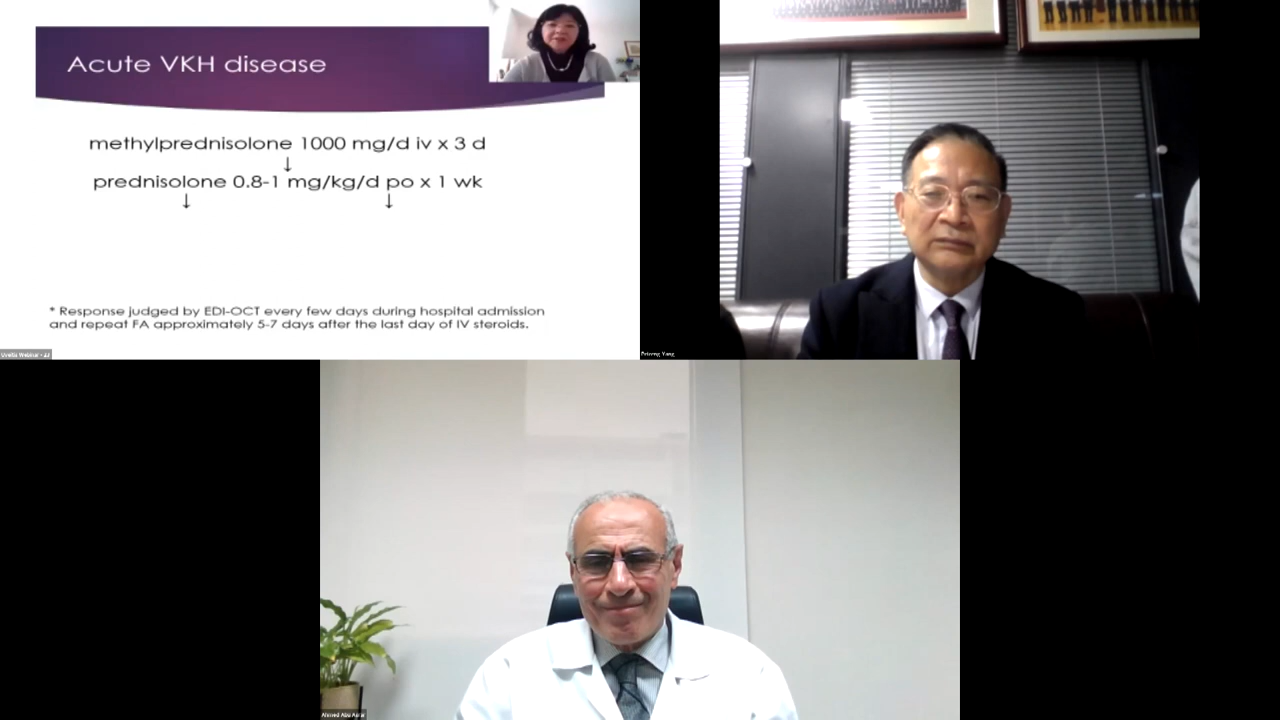 Acute VKH disease
methylprednisolone 1000 mg/d iv x 3 d
↓
prednisolone 0.8-1 mg/kg/d po x 1 wk
↓ ↓
* Response judged by EDI-OCT every few days during hospital admission
and repeat FA approximately 5-7 days after the last day of IV steroids.
Peizeng Yang